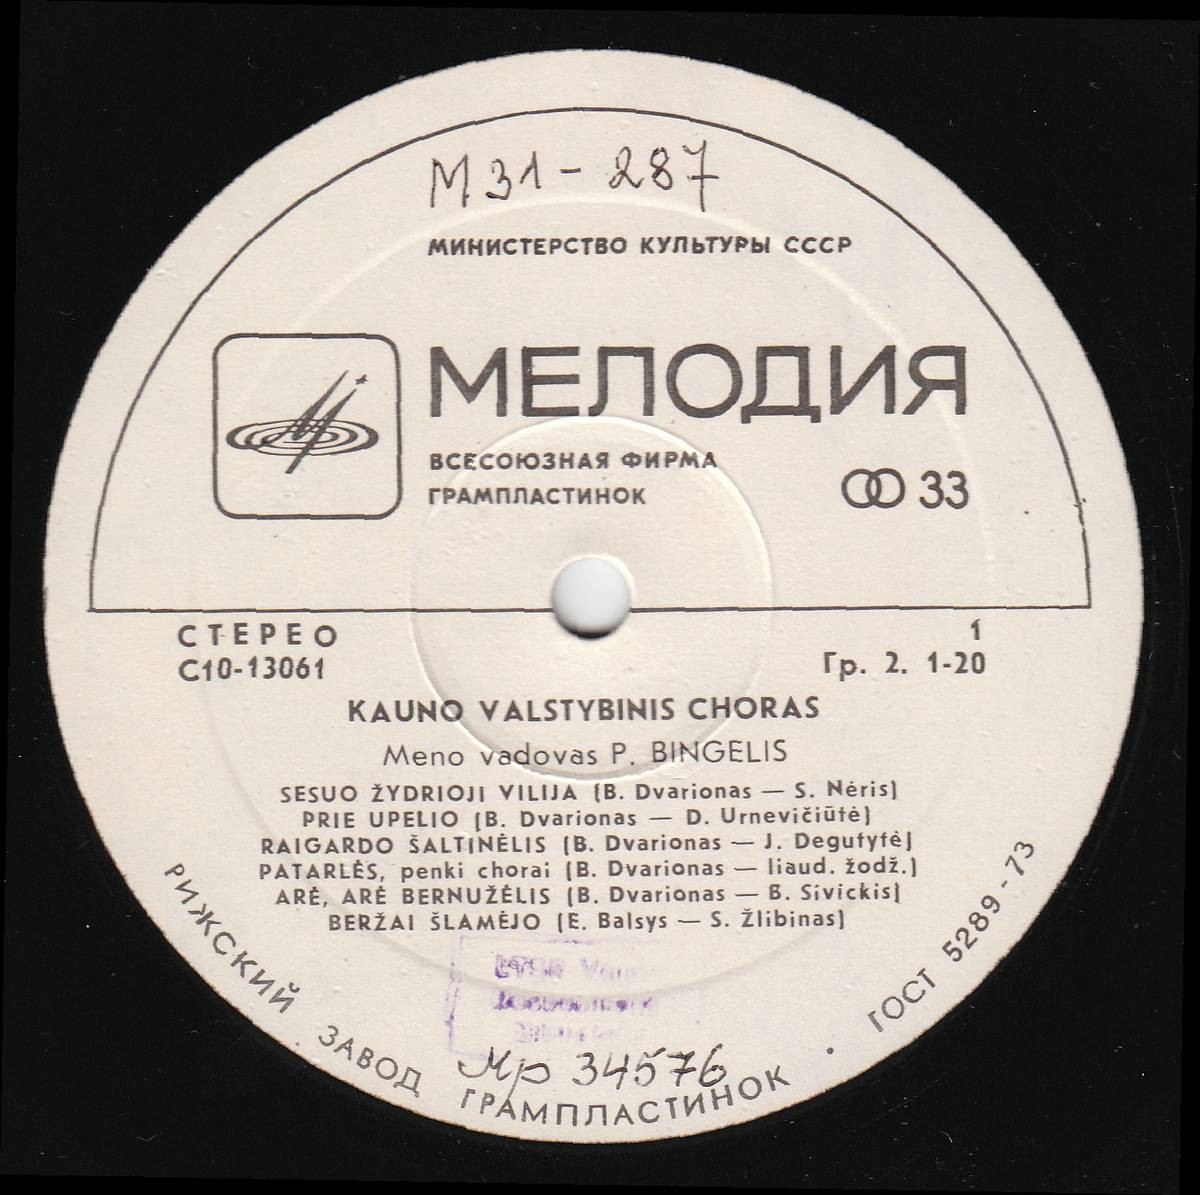 М31-287
МИНИСТЕРСТВО КУЛЬТУРЫ СССР
МЕЛОДИЯ
ВСЕСОЮЗНАЯ ФИРМА
ГРАМПЛАСТИНОК
33
СТЕРЕО
1
С10-13061
Гр. 2. 1-20
KAUNO VALSTYBINIS CHORAS
Meno vadovas P. BINGELIS
SESUO ŽYDRIOJI VILIJA (B. Dvarionas — S. Nėris)
PRIE UPELIO (B. Dvarionas — D. Urnevičiūtė)
RAIGARDO ŠALTINĖLIS (B. Dvarionas — J. Degutytė)
PATARLĖS, penki chorai (B. Dvarionas — liaud. žodž.)
ARĖ, ARĖ BERNUŽĖLIS (B. Dvarionas — B. Sivickis)
BERŽAI ŠLAMĖJO (E. Balsys — S. Žlibinas)
Мр 34576
РИЖСКИЙ ЗАВОД ГРАМПЛАСТИНОК • ГОСТ 5289-73